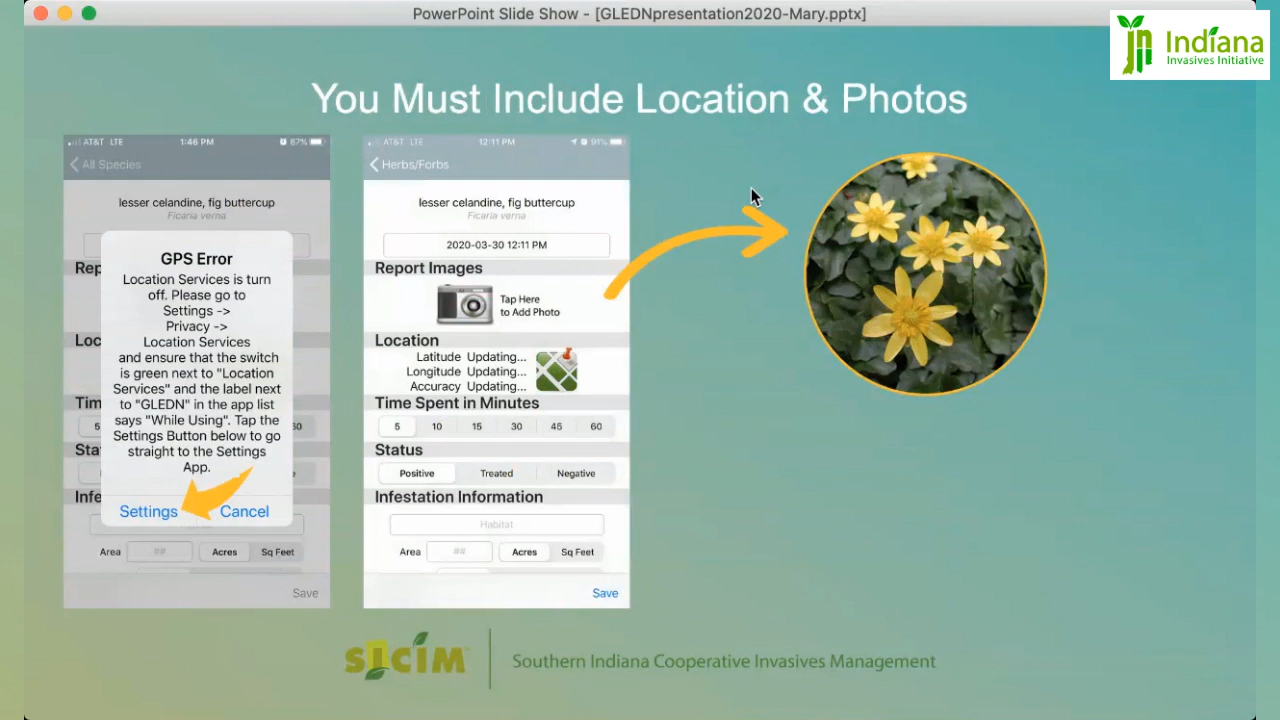 PowerPoint Slide Show - [GLEDNpresentation2020-Mary.pptx]
Indiana
Invasives Initiative
You Must Include Location & Photos
AT&T LTE 1:46 PM 87%
All Species
lesser celandine, fig buttercup
Ficaria verna
Rep
GPS Error
Location Services is turn
off. Please go to
Settings ->
Privacy ->
Location Services
and ensure that the switch
is green next to "Location
Services" and the label next
to "GLEDN" in the app list
says "While Using". Tap the
Settings Button below to go
straight to the Settings
App.
Settings Cancel
Loc
Tim
5 60
Sta
Infe
Area ## Acres Sq Feet
Save
AT&T LTE 12:11 PM 91%
Herbs/Forbs
lesser celandine, fig buttercup
Ficaria verna
2020-03-30 12:11 PM
Report Images
Tap Here
to Add Photo
Location
Latitude Updating...
Longitude Updating...
Accuracy Updating...
Time Spent in Minutes
5 10 15 30 45 60
Status
Positive Treated Negative
Infestation Information
Habitat
Area ## Acres Sq Feet
Save
SICIM
Southern Indiana Cooperative Invasives Management